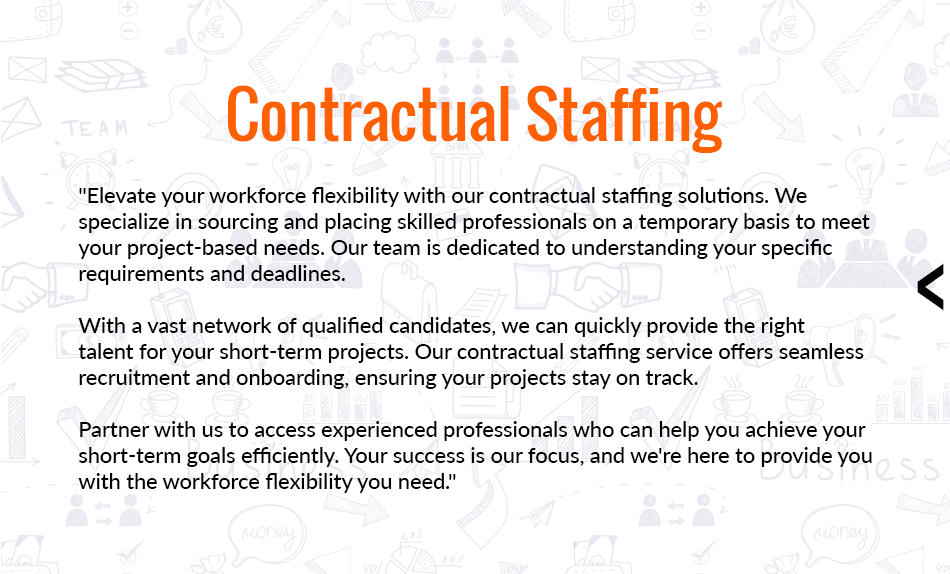 Contractual Staffing
"Elevate your workforce flexibility with our contractual staffing solutions. We
specialize in sourcing and placing skilled professionals on a temporary basis to meet
your project-based needs. Our team is dedicated to understanding your specific
requirements and deadlines.
With a vast network of qualified candidates, we can quickly provide the right
talent for your short-term projects. Our contractual staffing service offers seamless
recruitment and onboarding, ensuring your projects stay on track.
Partner with us to access experienced professionals who can help you achieve your
short-term goals efficiently. Your success is our focus, and we're here to provide you
with the workforce flexibility you need."
TEAM
BANK
Business
Business
money
money